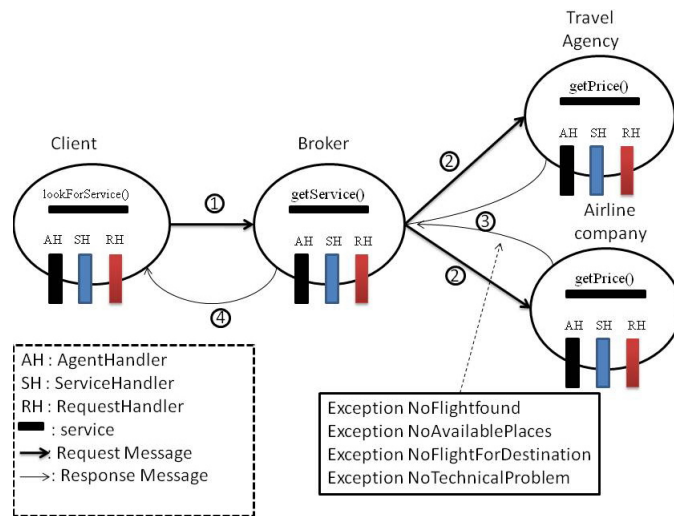 Travel
Agency
getPrice()
AH SH RH
Client
lookForService()
AH SH RH
Broker
getService()
AH SH RH
1
2
3
2
4
Airline
company
getPrice()
AH SH RH
AH : AgentHandler
SH : ServiceHandler
RH : RequestHandler
: service
: Request Message
: Response Message
Exception NoFlightfound
Exception NoAvailablePlaces
Exception NoFlightForDestination
Exception NoTechnicalProblem